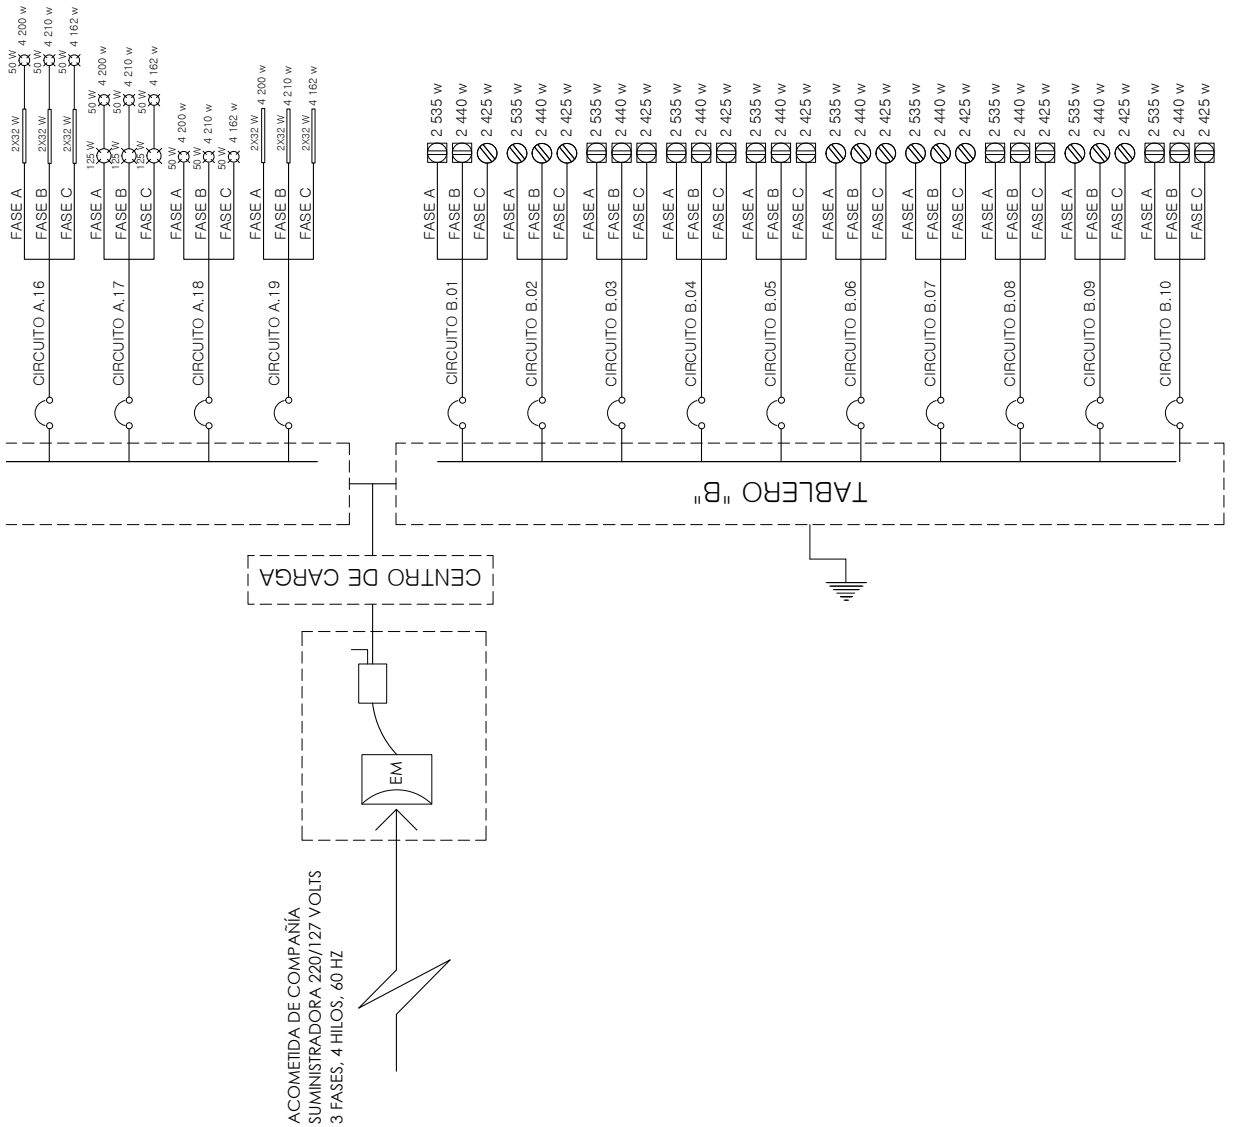 50 W
4 200 w
2X32 W
FASE A
50 W
4 210 w
2X32 W
FASE B
50 W
4 162 w
2X32 W
FASE C
CIRCUITO A.16
50 W
4 200 w
125 W
FASE A
50 W
4 210 w
125 W
FASE B
50 W
4 162 w
125 W
FASE C
CIRCUITO A.17
50 W
4 200 w
FASE A
50 W
4 210 w
FASE B
50 W
4 162 w
FASE C
CIRCUITO A.18
4 200 w
2X32 W
FASE A
4 210 w
2X32 W
FASE B
4 162 w
2X32 W
FASE C
CIRCUITO A.19
2 535 w
FASE A
2 440 w
FASE B
2 425 w
FASE C
CIRCUITO B.01
2 535 w
FASE A
2 440 w
FASE B
2 425 w
FASE C
CIRCUITO B.02
2 535 w
FASE A
2 440 w
FASE B
2 425 w
FASE C
CIRCUITO B.03
2 535 w
FASE A
2 440 w
FASE B
2 425 w
FASE C
CIRCUITO B.04
2 535 w
FASE A
2 440 w
FASE B
2 425 w
FASE C
CIRCUITO B.05
2 535 w
FASE A
2 440 w
FASE B
2 425 w
FASE C
CIRCUITO B.06
2 535 w
FASE A
2 440 w
FASE B
2 425 w
FASE C
CIRCUITO B.07
2 535 w
FASE A
2 440 w
FASE B
2 425 w
FASE C
CIRCUITO B.08
2 535 w
FASE A
2 440 w
FASE B
2 425 w
FASE C
CIRCUITO B.09
2 535 w
FASE A
2 440 w
FASE B
2 425 w
FASE C
CIRCUITO B.10
TABLERO "B"
CENTRO DE CARGA
EM
ACOMETIDA DE COMPAÑÍA
SUMINISTRADORA 220/127 VOLTS
3 FASES, 4 HILOS, 60 HZ